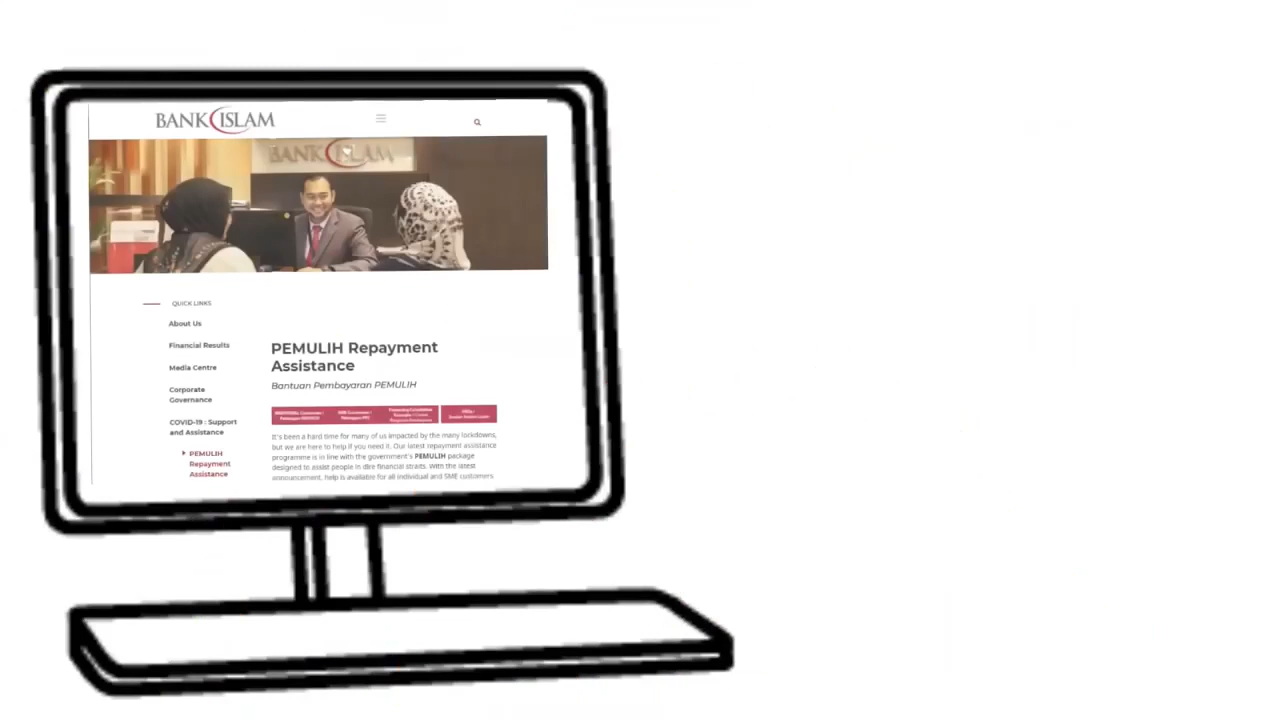 BANK ISLAM
BANK ISLAM
QUICK LINKS
About Us
Financial Results
Media Centre
Corporate
Governance
COVID-19 : Support
and Assistance
PEMULIH
Repayment
Assistance
PEMULIH Repayment
Assistance
Bantuan Pembayaran PEMULIH
It's been a hard time for many of us impacted by the many lockdowns,
but we are here to help if you need it. Our latest repayment assistance
programme is in line with the government's PEMULIH package
designed to assist people in dire financial straits. With the latest
announcement, help is available for all individual and SME customers